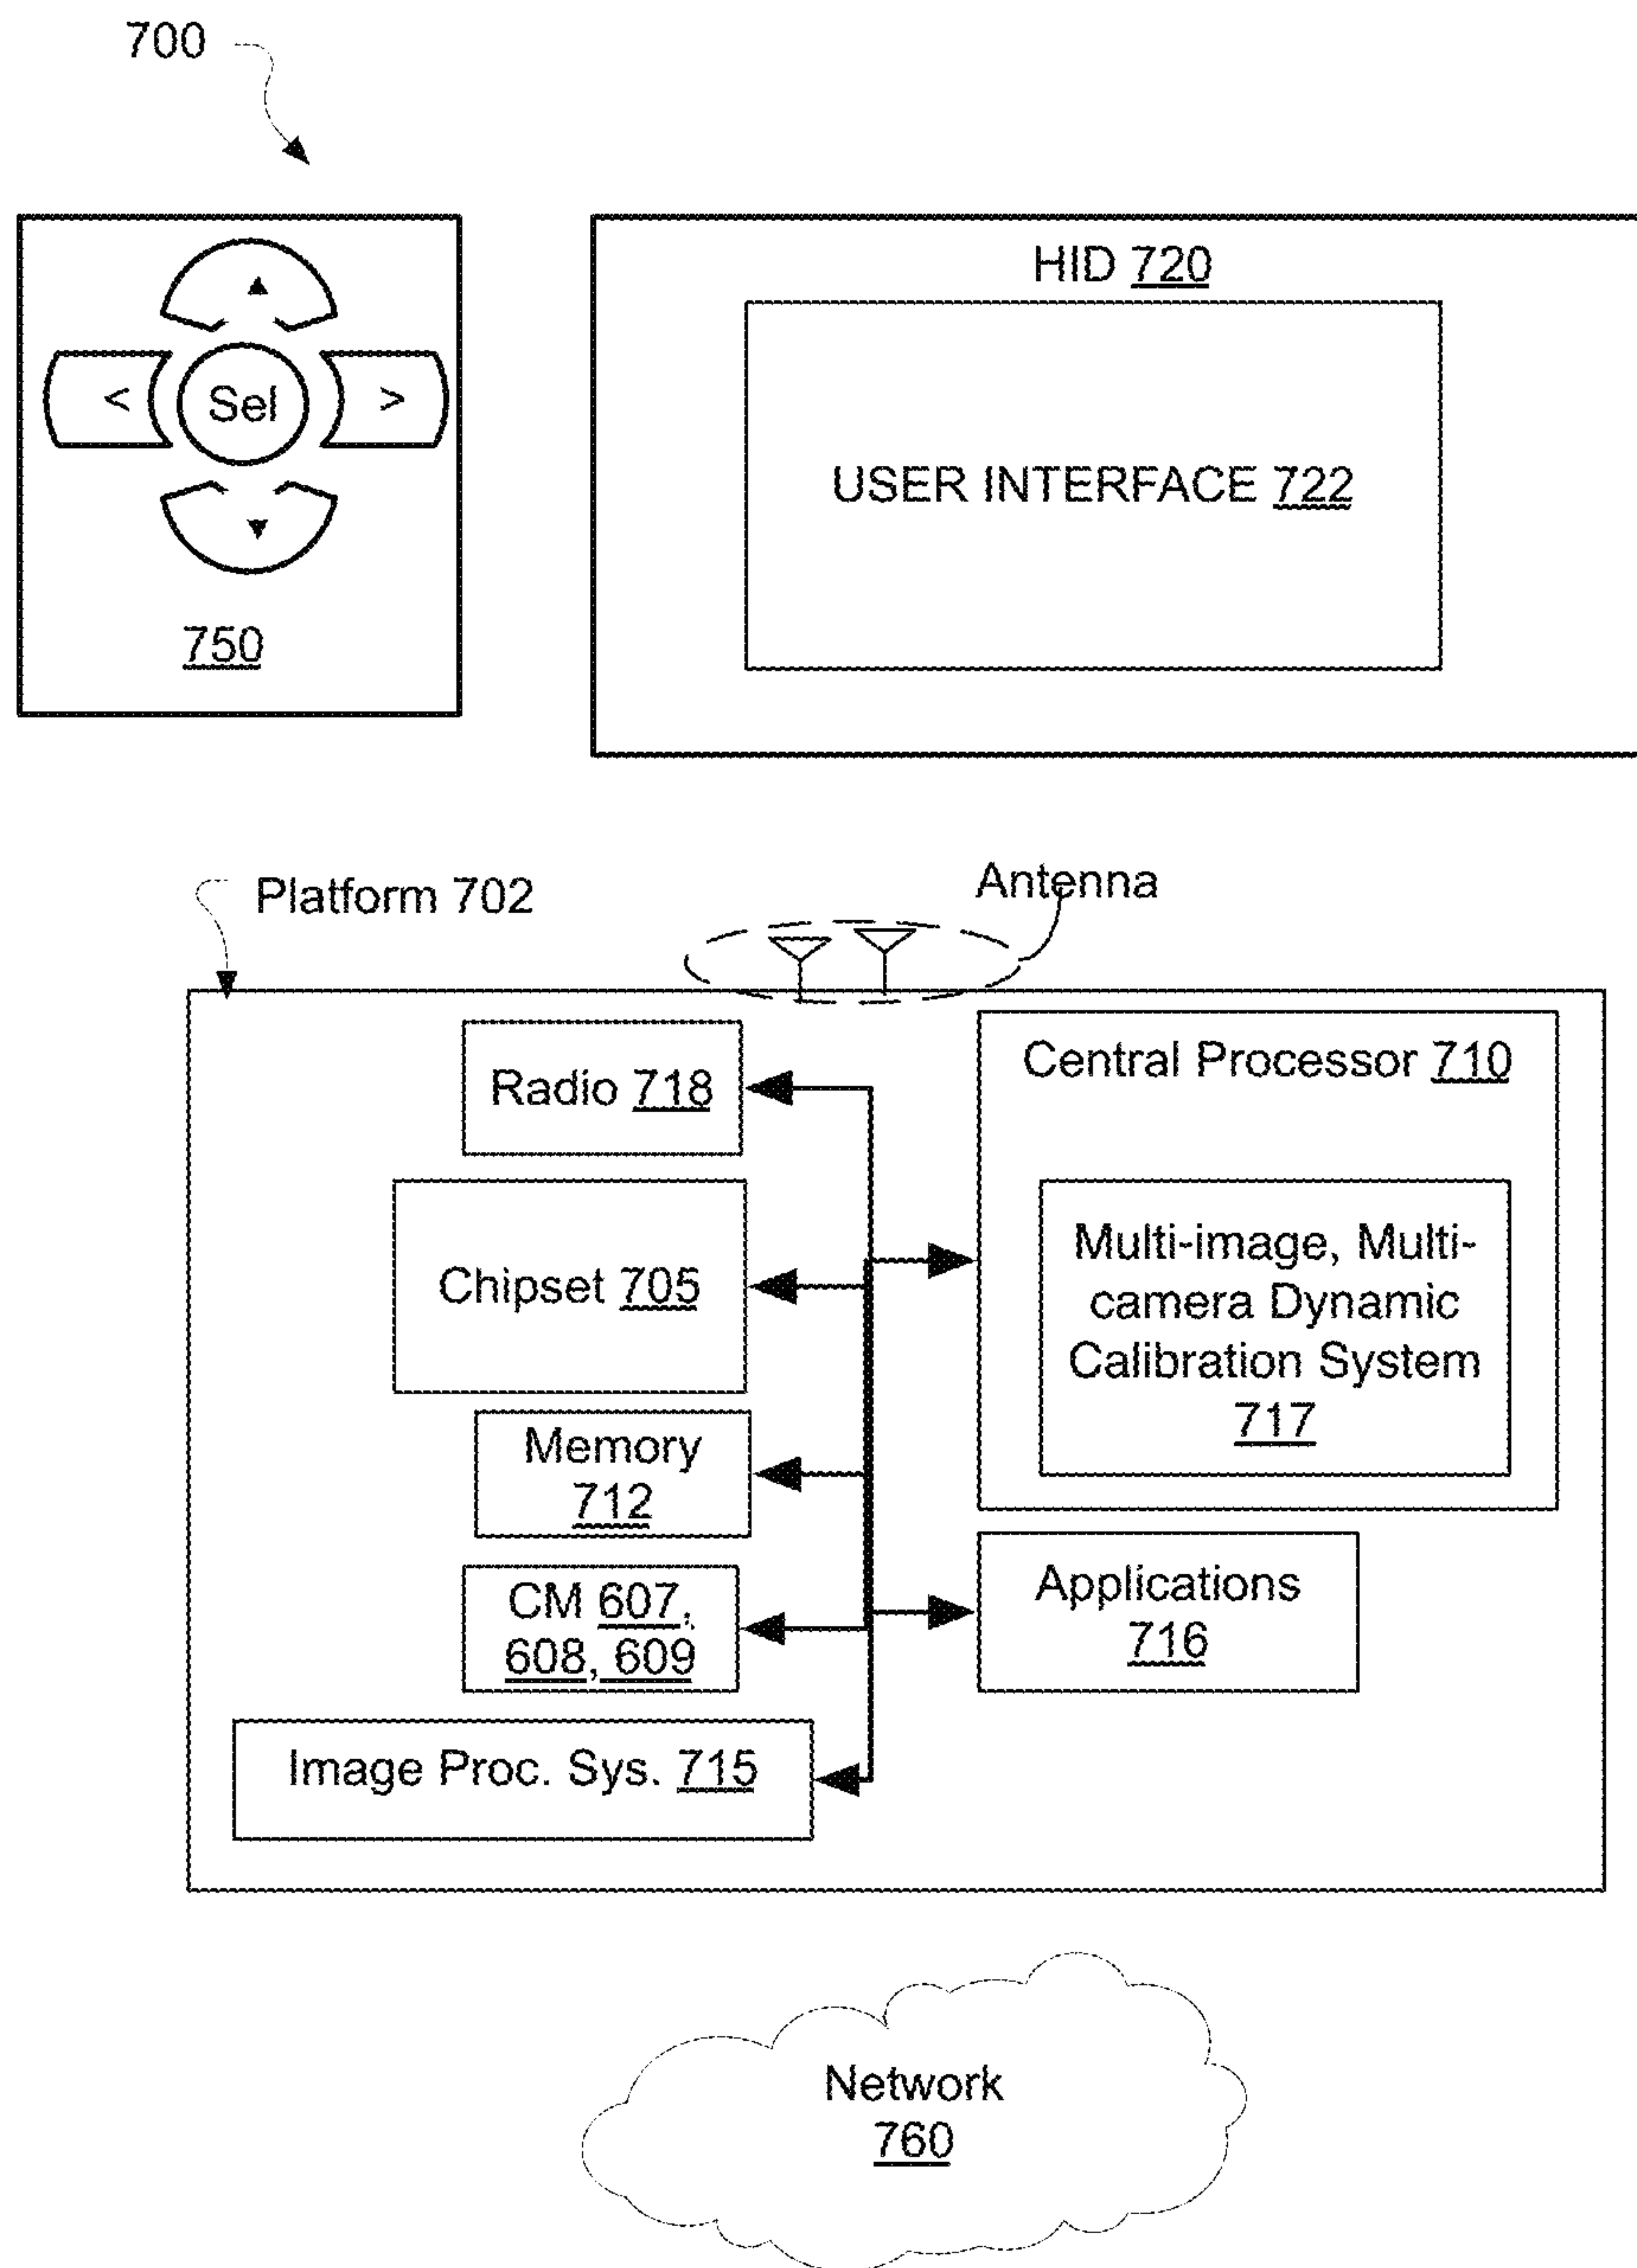 700
HID 720
<
Sel
>
USER INTERFACE 722
750
Platform 702
Antenna
Radio 718
Central Processor 710
Chipset 705
Multi-image, Multi-
camera Dynamic
Calibration System
717
Memory
712
CM 607,
608, 609
Applications
716
Image Proc. Sys. 715
Network
760